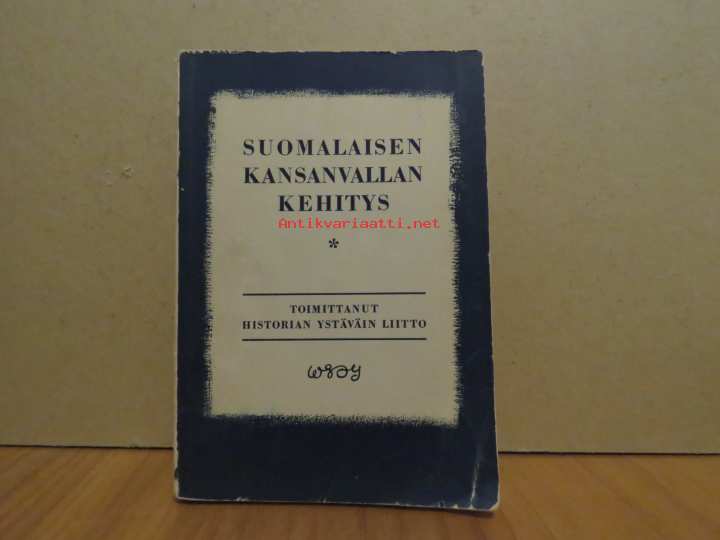 SUOMALAISEN
KANSANVALLAN
KEHITYS
Antikvariaatti.net
*
TOIMITTANUT
HISTORIAN YSTÄVÄIN LIITTO
WSOY